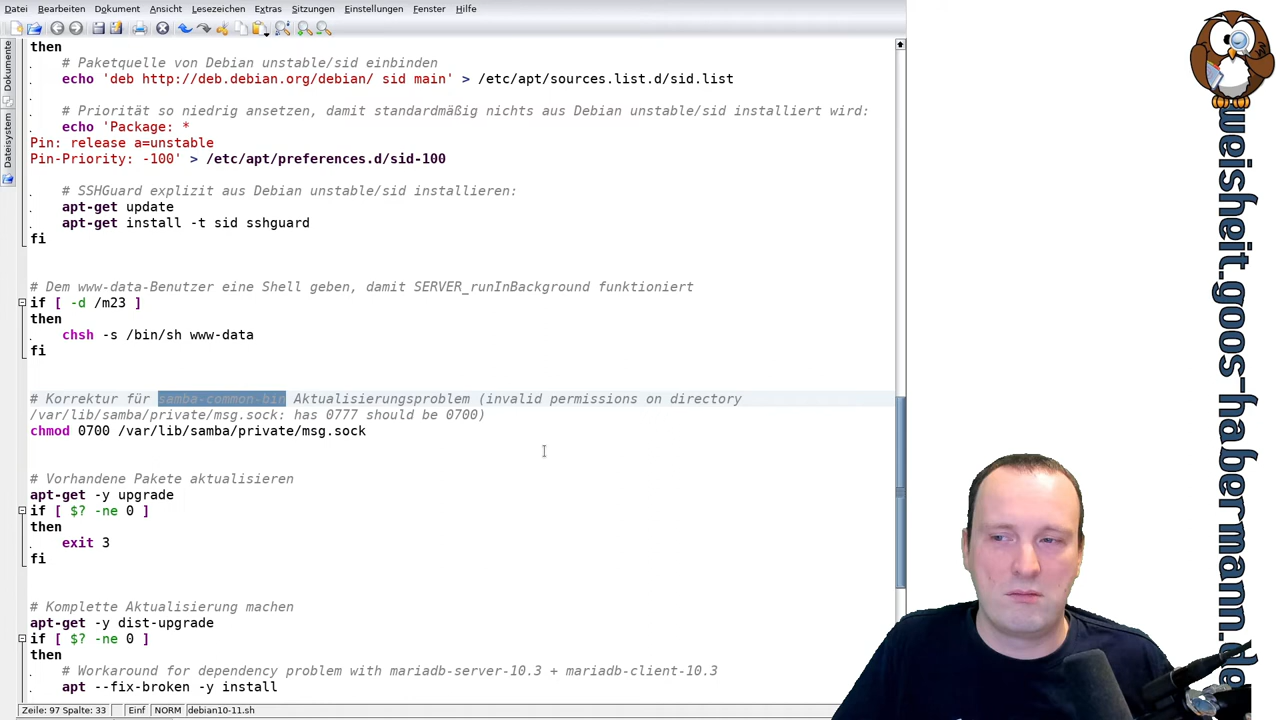 Datei Bearbeiten Dokument Ansicht Lesezeichen Extras Sitzungen Einstellungen Fenster Hilfe
Dokumente
Dateisystem
then
# Paketquelle von Debian unstable/sid einbinden
echo 'deb http://deb.debian.org/debian/ sid main' > /etc/apt/sources.list.d/sid.list
# Priorität so niedrig ansetzen, damit standardmäßig nichts aus Debian unstable/sid installiert wird:
echo 'Package: *
Pin: release a=unstable
Pin-Priority: -100' > /etc/apt/preferences.d/sid-100
# SSHGuard explizit aus Debian unstable/sid installieren:
apt-get update
apt-get install -t sid sshguard
fi
# Dem www-data-Benutzer eine Shell geben, damit SERVER_runInBackground funktioniert
if [ -d /m23 ]
then
chsh -s /bin/sh www-data
fi
# Korrektur für samba-common-bin Aktualisierungsproblem (invalid permissions on directory
/var/lib/samba/private/msg.sock: has 0777 should be 0700)
chmod 0700 /var/lib/samba/private/msg.sock
# Vorhandene Pakete aktualisieren
apt-get -y upgrade
if [ $? -ne 0 ]
then
exit 3
fi
# Komplette Aktualisierung machen
apt-get -y dist-upgrade
if [ $? -ne 0 ]
then
# Workaround for dependency problem with mariadb-server-10.3 + mariadb-client-10.3
apt --fix-broken -y install
Zeile: 97 Spalte: 33 Einf NORM debian10-11.sh
weisheit.goos-habermann.de